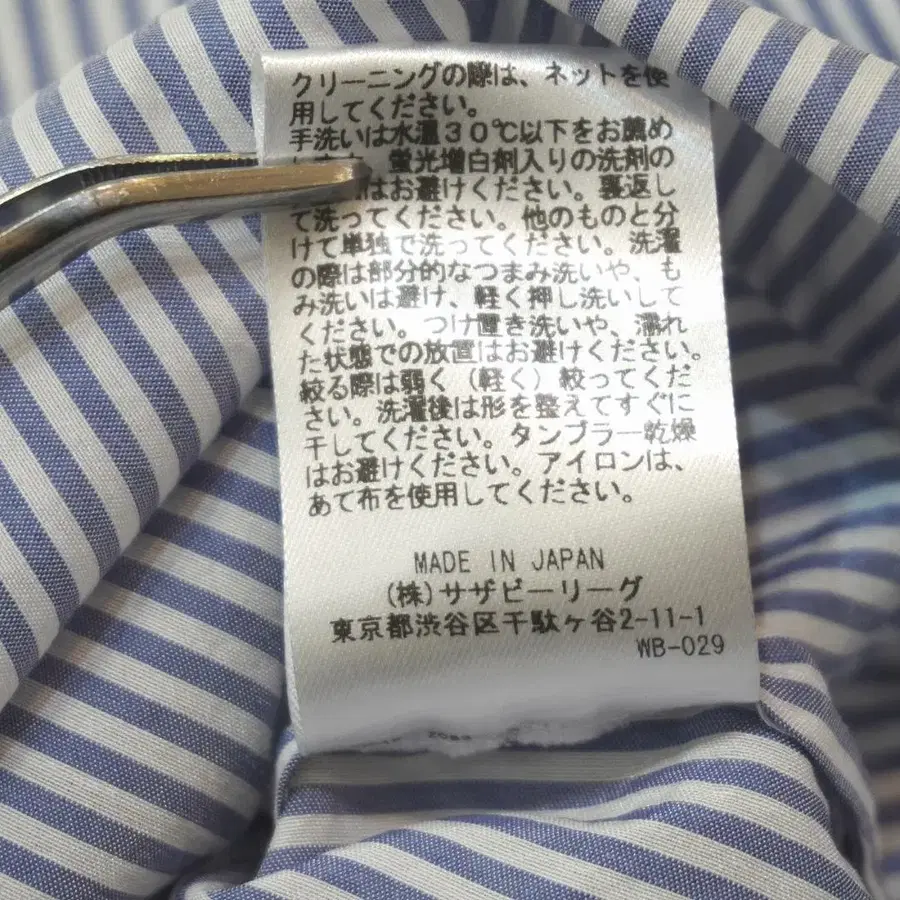 クリーニングの際は、ネットを使
用してください。
手洗いは水温30℃以下をお薦め
し 蛍光増白剤入りの洗剤の
はお避けください。裏返し
て洗ってください。他のものと分
けて単独で洗ってください。洗濯
の際は部分的なつまみ洗いや、も
み洗いは避け、軽く押し洗いして
ください。つけ置き洗いや、濡れ
た状態での放置はお避けください。
絞る際は弱く（軽く）絞ってくだ
さい。洗濯後は形を整えてすぐに
干してください。タンブラー乾燥
はお避けください。アイロンは、
あて布を使用してください。
MADE IN JAPAN
(株)サザビーリーグ
東京都渋谷区千駄ヶ谷2-11-1
WB-029